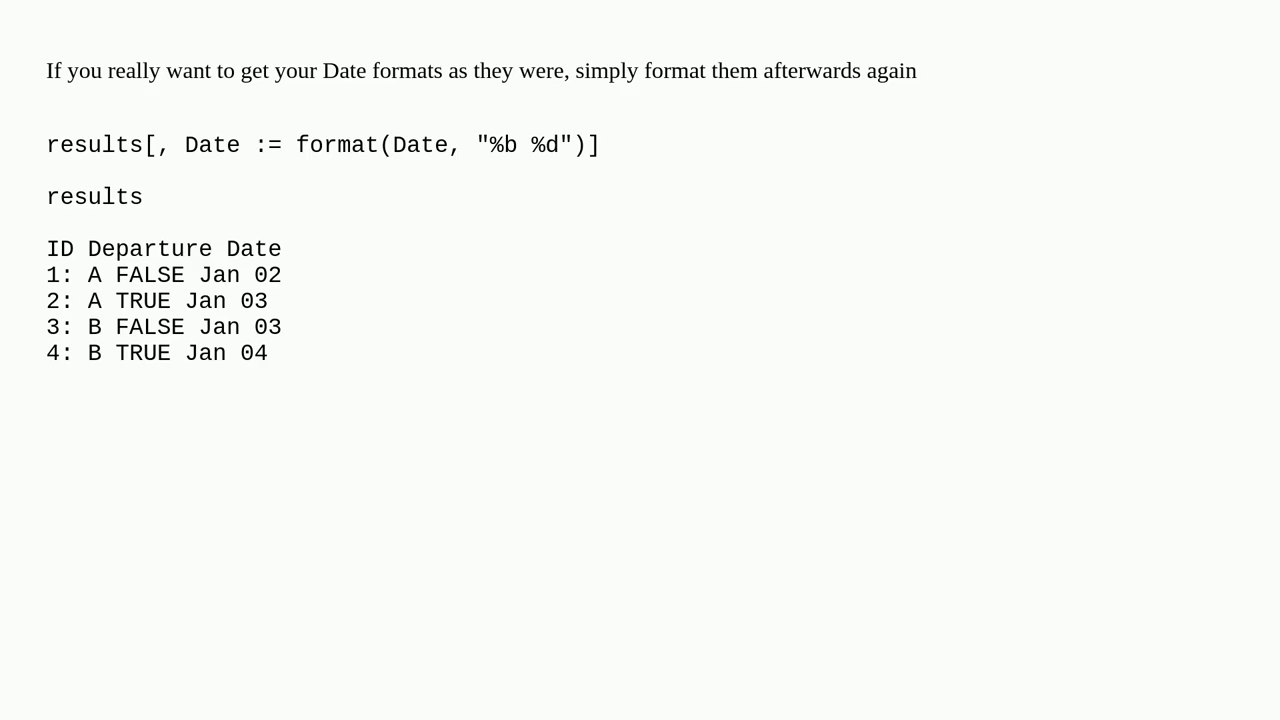 If you really want to get your Date formats as they were, simply format them afterwards again
results[, Date := format(Date, "%b %d")]
results
ID Departure Date
1: A FALSE Jan 02
2: A TRUE Jan 03
3: B FALSE Jan 03
4: B TRUE Jan 04